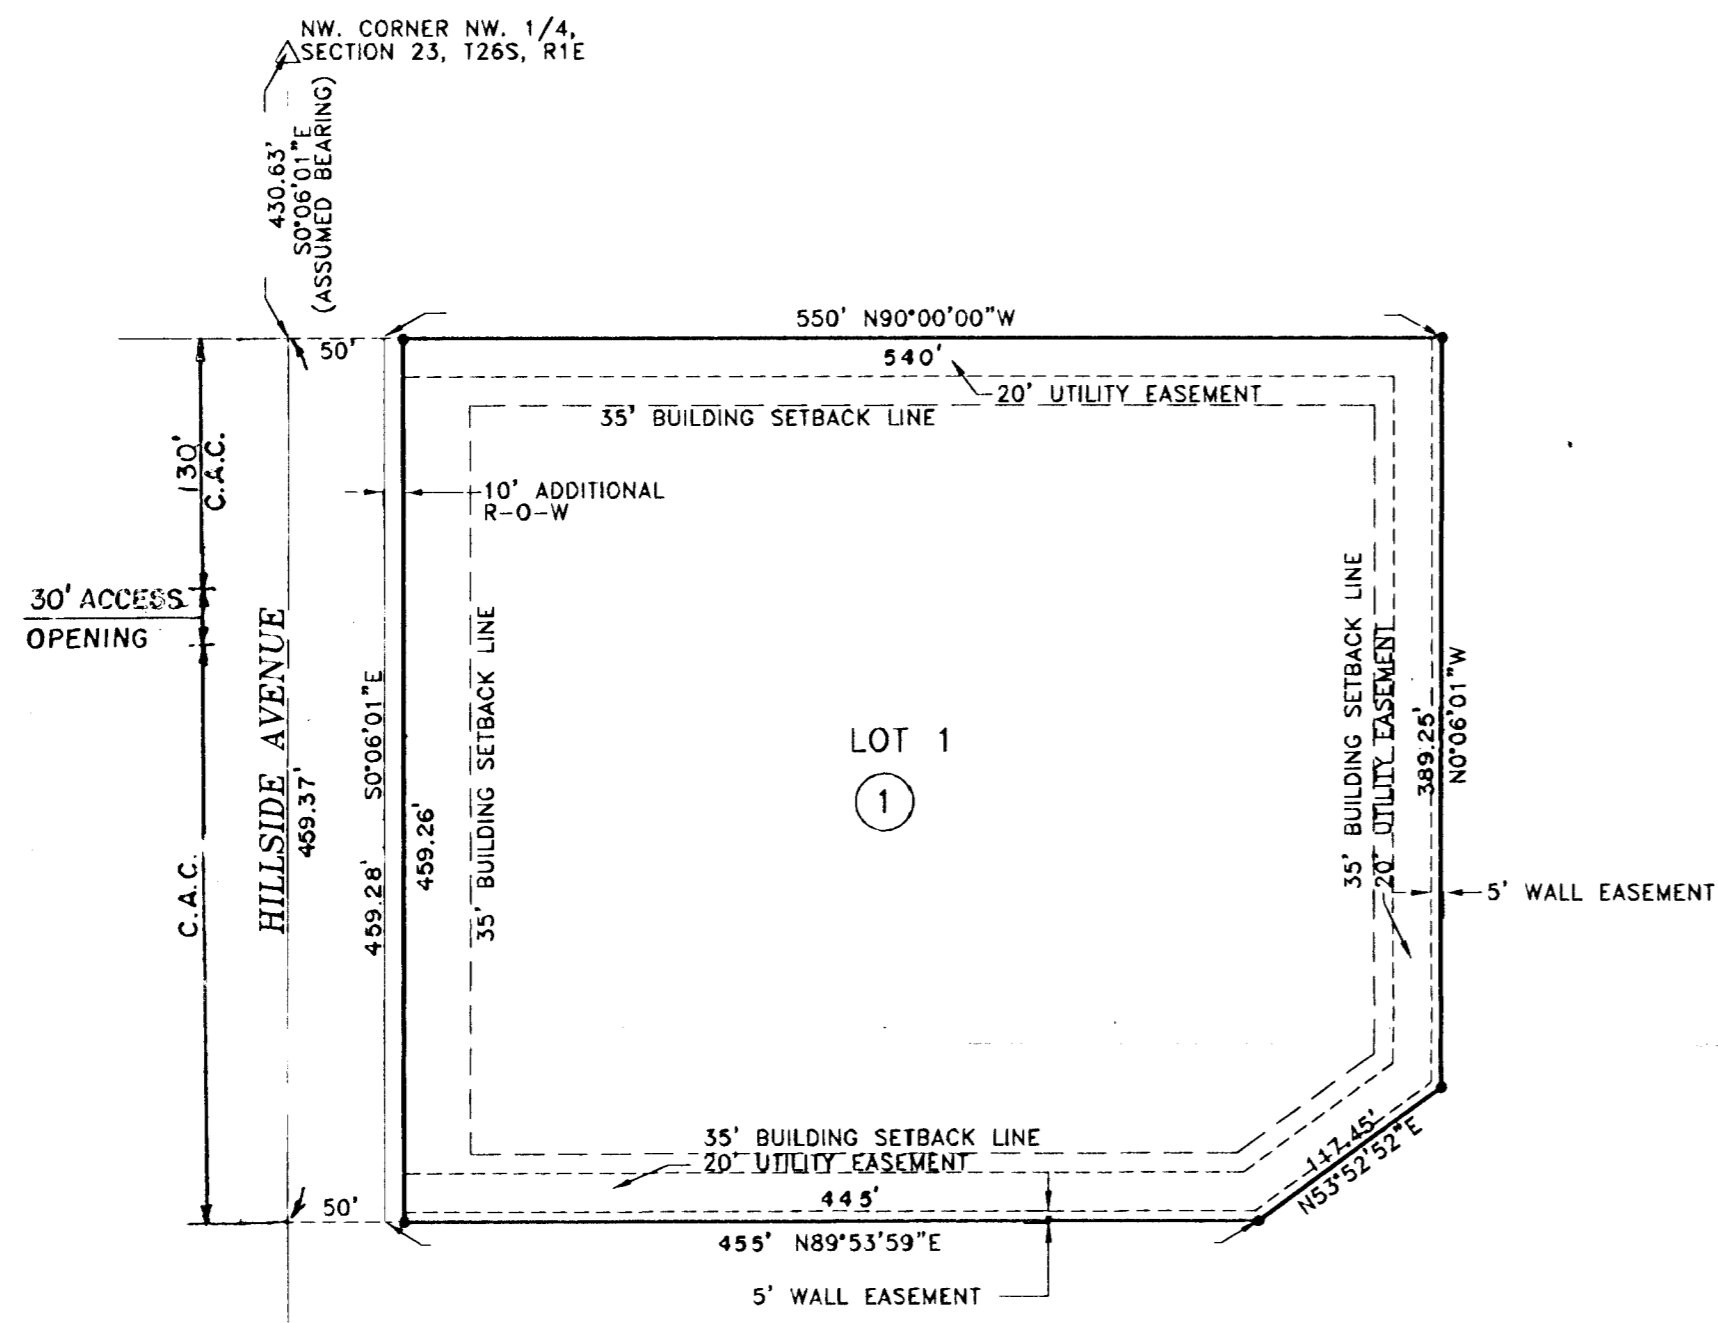 NW. CORNER NW. 1/4,
SECTION 23, T26S, R1E
430.63'
S0°06'01"E
(ASSUMED BEARING)
550' N90°00'00"W
50'
540'
20' UTILITY EASEMENT
35' BUILDING SETBACK LINE
130'
C.A.C.
10' ADDITIONAL
R-O-W
30' ACCESS
OPENING
HILLSIDE AVENUE
459.37'
S0°06'01"E
459.28'
459.26'
35' BUILDING SETBACK LINE
LOT 1
1
35' BUILDING SETBACK LINE
20' UTILITY EASEMENT
389.25'
N0°06'01"W
5' WALL EASEMENT
C.A.C.
35' BUILDING SETBACK LINE
20' UTILITY EASEMENT
117.45'
N53°52'52"E
50'
445'
455' N89°53'59"E
5' WALL EASEMENT